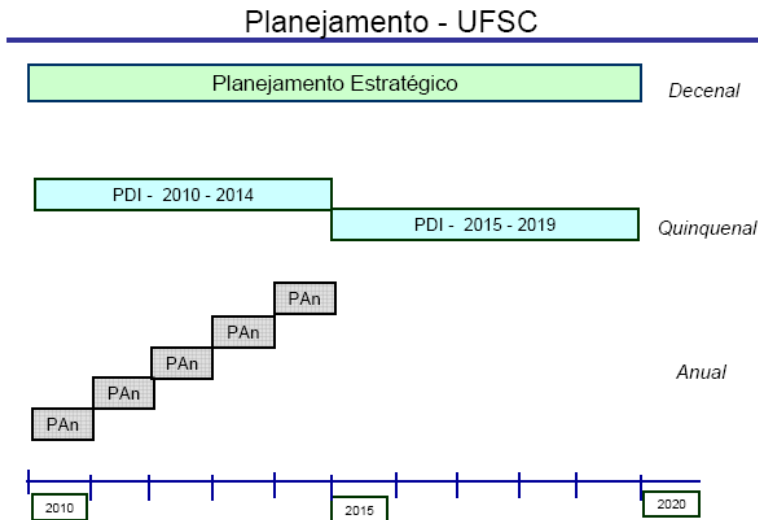 Planejamento - UFSC
Planejamento Estratégico
Decenal
PDI - 2010 - 2014
PDI - 2015 - 2019
Quinquenal
PAn
PAn
PAn
PAn
PAn
Anual
2010
2015
2020